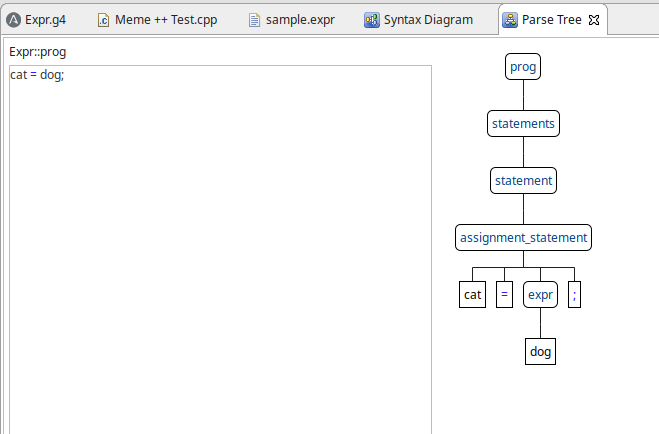 Expr.g4 Meme ++ Test.cpp sample.expr Syntax Diagram Parse Tree
Expr::prog
cat = dog;
prog
statements
statement
assignment_statement
cat = expr ;
dog